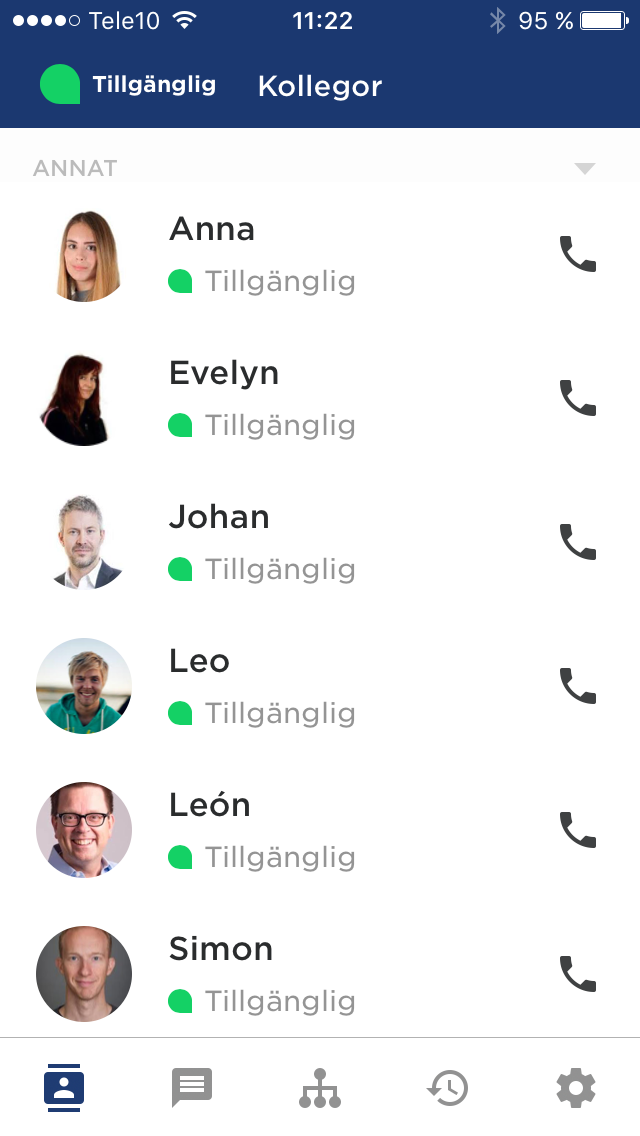 Tele10 11:22 95 %
Tillgänglig Kollegor
ANNAT
Anna
Tillgänglig
Evelyn
Tillgänglig
Johan
Tillgänglig
Leo
Tillgänglig
León
Tillgänglig
Simon
Tillgänglig